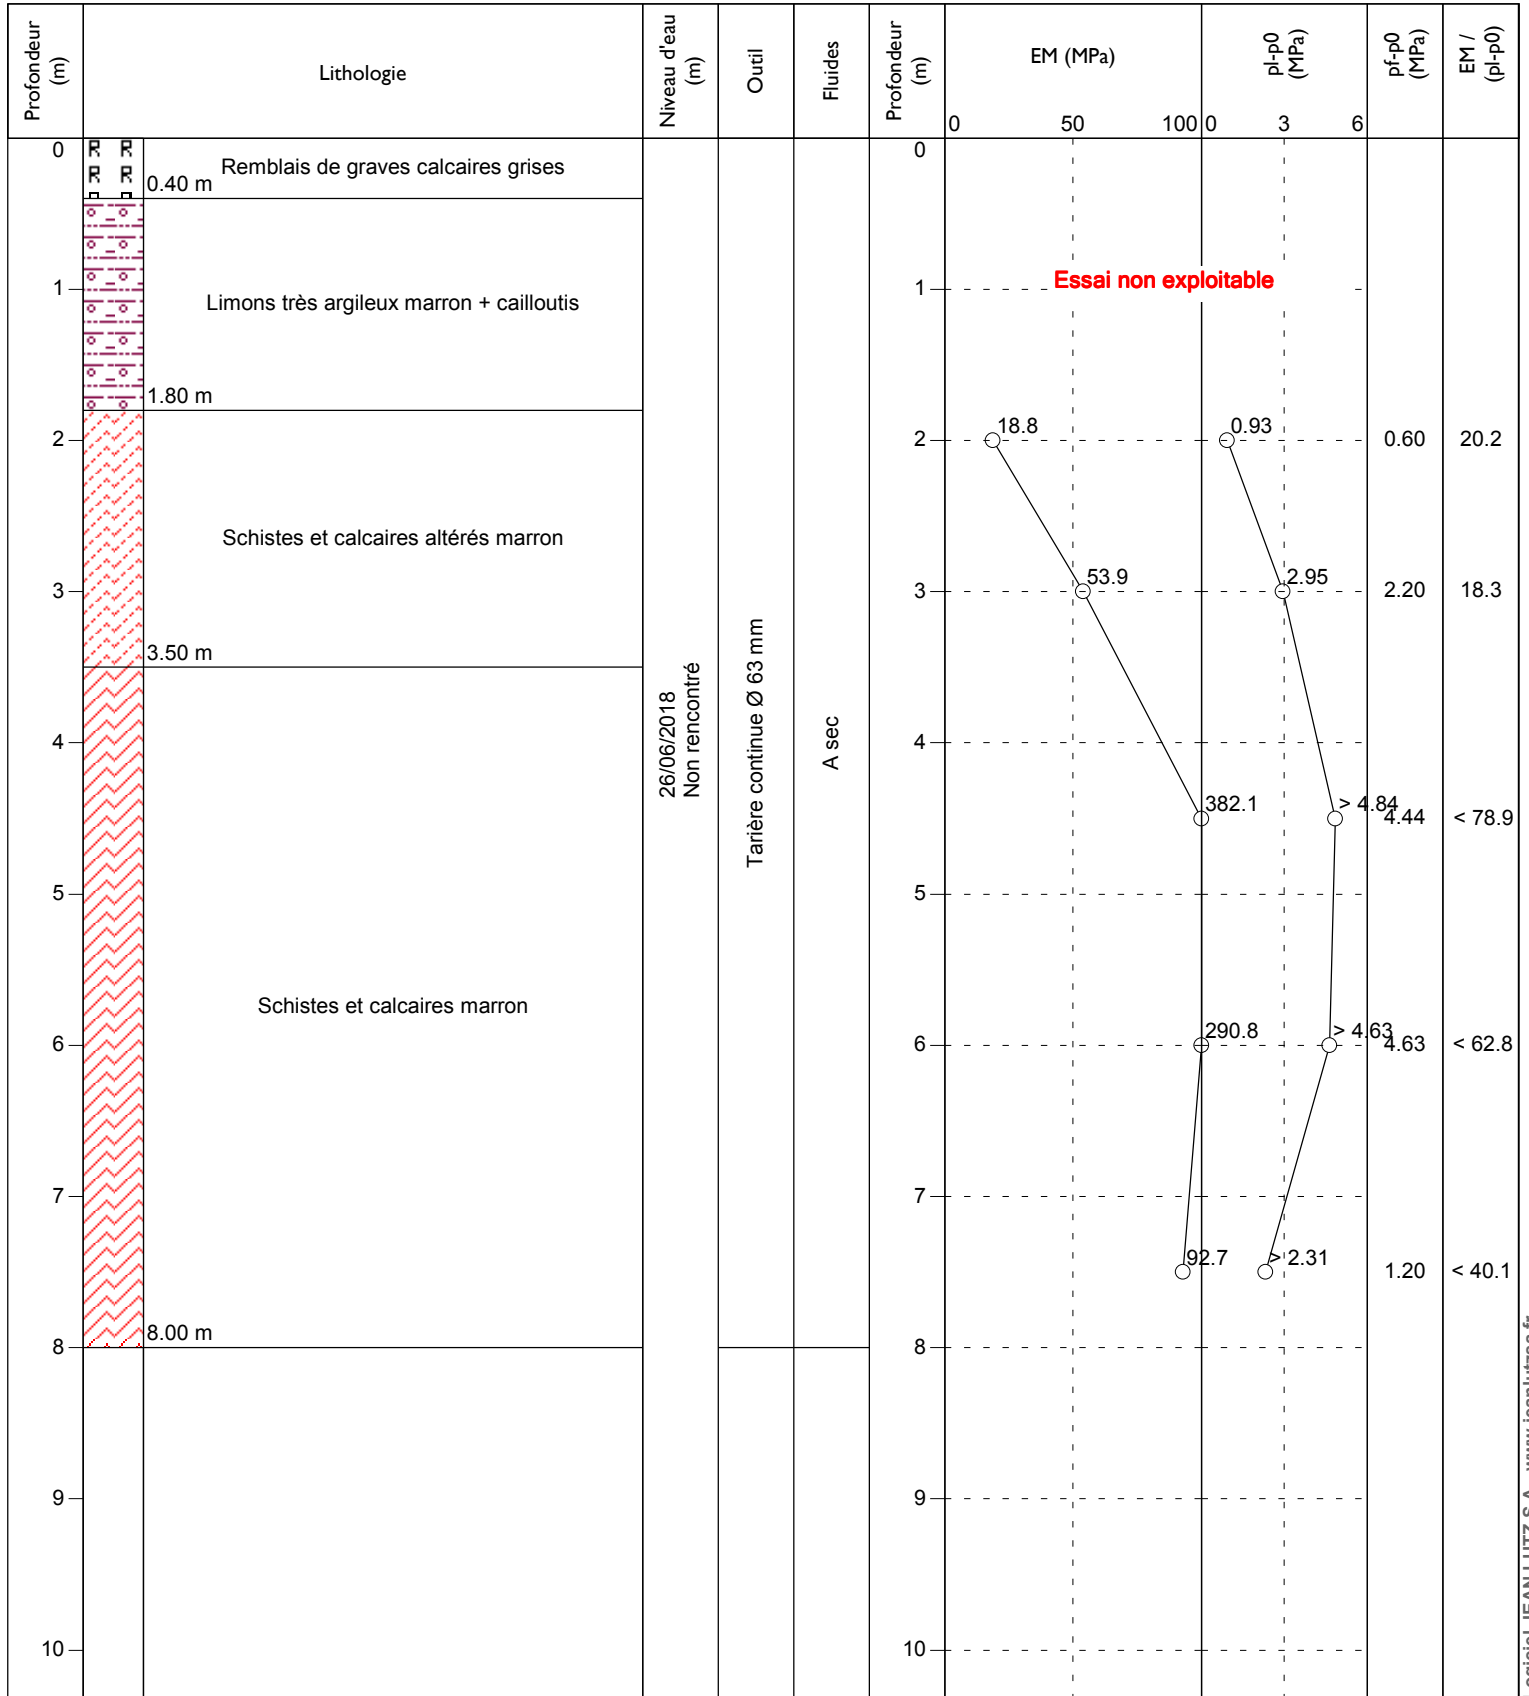 Profondeur (m)
Lithologie
Niveau d'eau (m)
Outil
Fluides
Profondeur (m)
EM (MPa)
pl-p0 (MPa)
pf-p0 (MPa)
EM / (pl-p0)
0 50 100 0 3 6
0
R R
R R
0.40 m
Remblais de graves calcaires grises
1
Limons très argileux marron + cailloutis
1.80 m
2
Schistes et calcaires altérés marron
3
3.50 m
4
5
Schistes et calcaires marron
6
7
8.00 m
8
9
10
26/06/2018
Non rencontré
Tarière continue Ø 63 mm
A sec
0
Essai non exploitable
1
18.8 0.93
2 0.60 20.2
53.9 2.95
3 2.20 18.3
4
382.1 > 4.84
4.44 < 78.9
5
290.8 > 4.63
6 4.63 < 62.8
7
92.7 > 2.31
1.20 < 40.1
8
9
10
JEAN LUTZ S.A - www.jeanlutzsa.fr